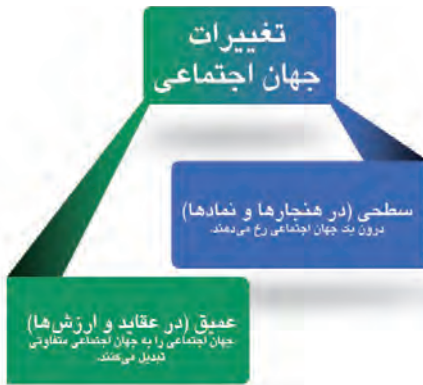 تغییرات
جهان اجتماعی
سطحی (در هنجارها و نمادها)
درون یک جهان اجتماعی رخ می‌دهند.
عمیق (در عقاید و ارزش‌ها)
جهان اجتماعی را به جهان اجتماعی متفاوتی
تبدیل می‌کنند.